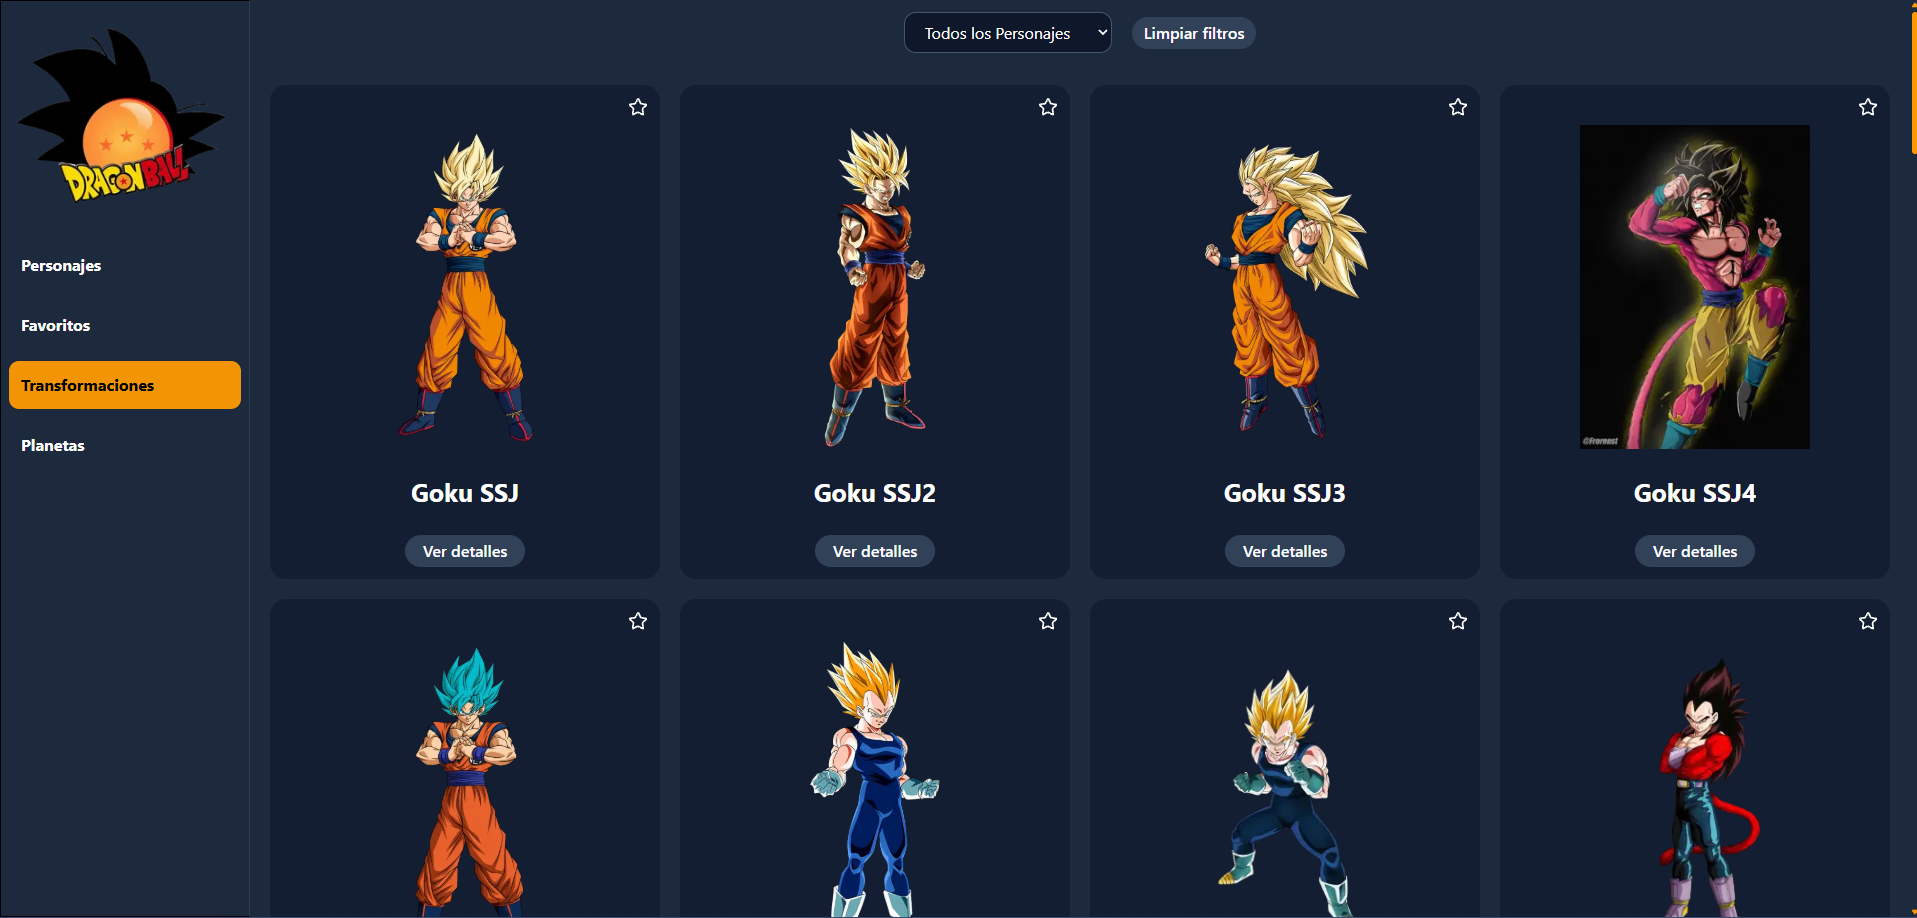 DRAGON BALL
Personajes
Favoritos
Transformaciones
Planetas
Todos los Personajes
Limpiar filtros
@Froreest
Goku SSJ
Goku SSJ2
Goku SSJ3
Goku SSJ4
Ver detalles
Ver detalles
Ver detalles
Ver detalles